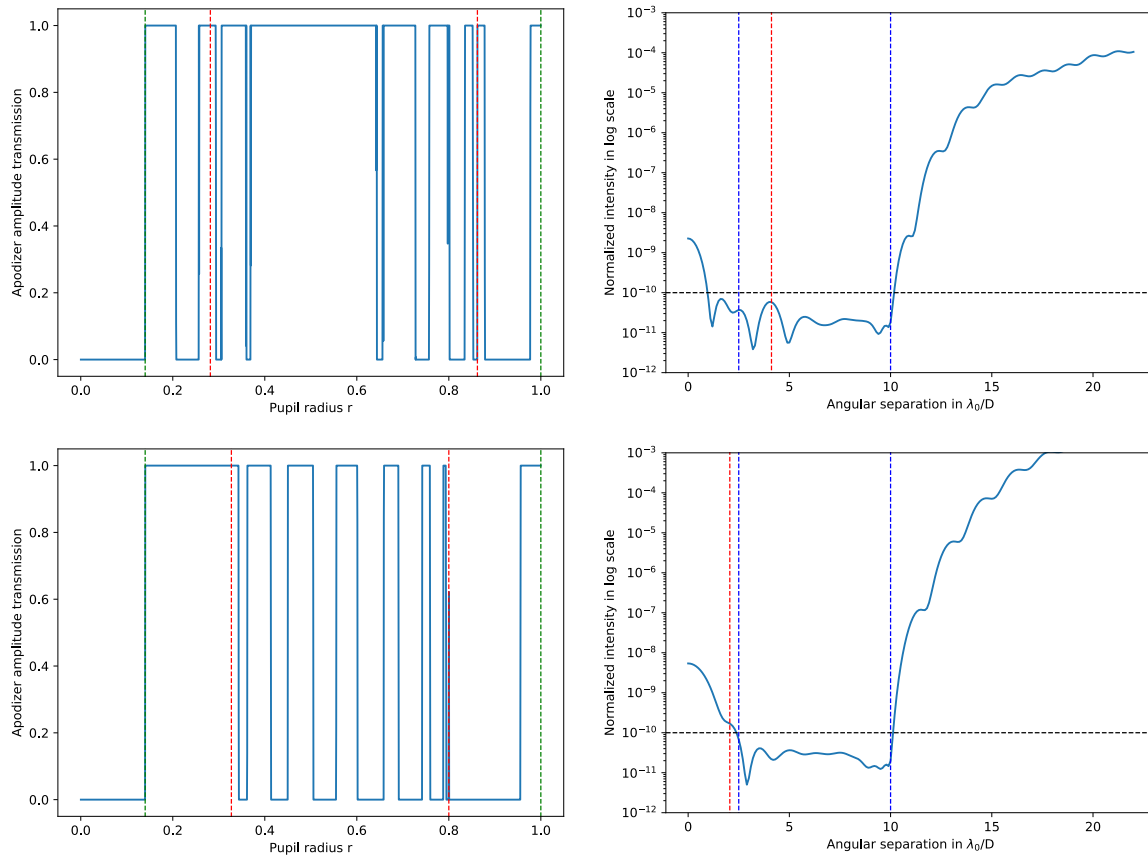 Apodizer amplitude transmission
1.0
0.8
0.6
0.4
0.2
0.0
0.0 0.2 0.4 0.6 0.8 1.0
Pupil radius r
Normalized intensity in log scale
10⁻⁴
10⁻⁵
10⁻⁶
10⁻⁷
10⁻⁸
10⁻⁹
10⁻¹⁰
10⁻¹¹
10⁻¹²
0 5 10 15 20
Angular separation in λ₀/D
Apodizer amplitude transmission
1.0
0.8
0.6
0.4
0.2
0.0
0.0 0.2 0.4 0.6 0.8 1.0
Pupil radius r
Normalized intensity in log scale
10⁻³
10⁻⁴
10⁻⁵
10⁻⁶
10⁻⁷
10⁻⁸
10⁻⁹
10⁻¹⁰
10⁻¹¹
10⁻¹²
0 5 10 15 20
Angular separation in λ₀/D